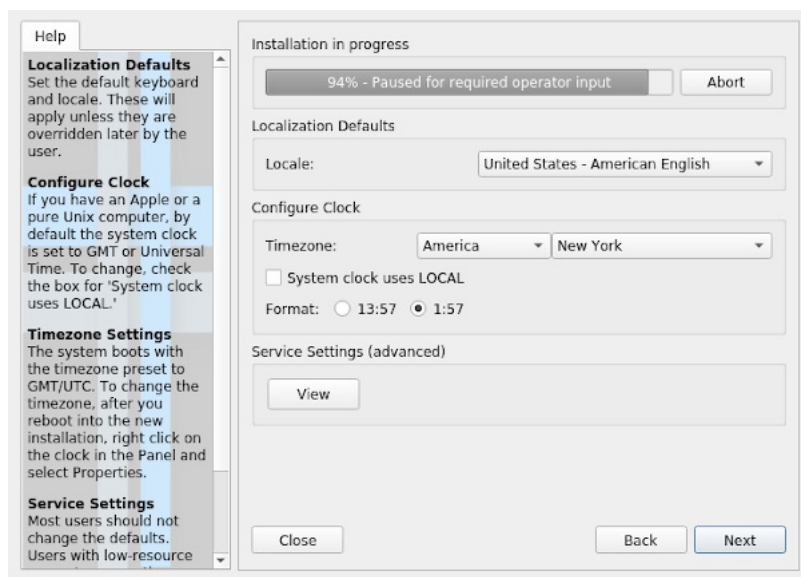 Help
Localization Defaults
Set the default keyboard
and locale. These will
apply unless they are
overridden later by the
user.
Configure Clock
If you have an Apple or a
pure Unix computer, by
default the system clock
is set to GMT or Universal
Time. To change, check
the box for 'System clock
uses LOCAL.'
Timezone Settings
The system boots with
the timezone preset to
GMT/UTC. To change the
timezone, after you
reboot into the new
installation, right click on
the clock in the Panel and
select Properties.
Service Settings
Most users should not
change the defaults.
Users with low-resource
Installation in progress
94% - Paused for required operator input
Abort
Localization Defaults
Locale:
United States - American English
Configure Clock
Timezone:
America
New York
System clock uses LOCAL
Format:
13:57
1:57
Service Settings (advanced)
View
Close
Back
Next